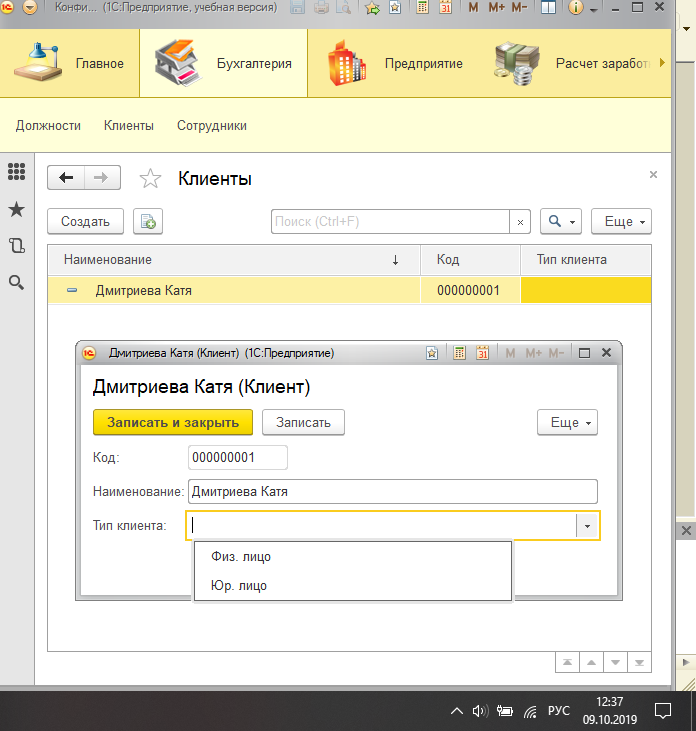 Конфи... (1С:Предприятие, учебная версия)
M M+ M−
Главное
Бухгалтерия
Предприятие
Расчет заработ
Должности Клиенты Сотрудники
Клиенты
Создать
Поиск (Ctrl+F)
Еще
Наименование Код Тип клиента
Дмитриева Катя 000000001
Дмитриева Катя (Клиент) (1С:Предприятие)
M M+ M−
Дмитриева Катя (Клиент)
Записать и закрыть Записать Еще
Код: 000000001
Наименование: Дмитриева Катя
Тип клиента:
Физ. лицо
Юр. лицо
РУС
12:37
09.10.2019